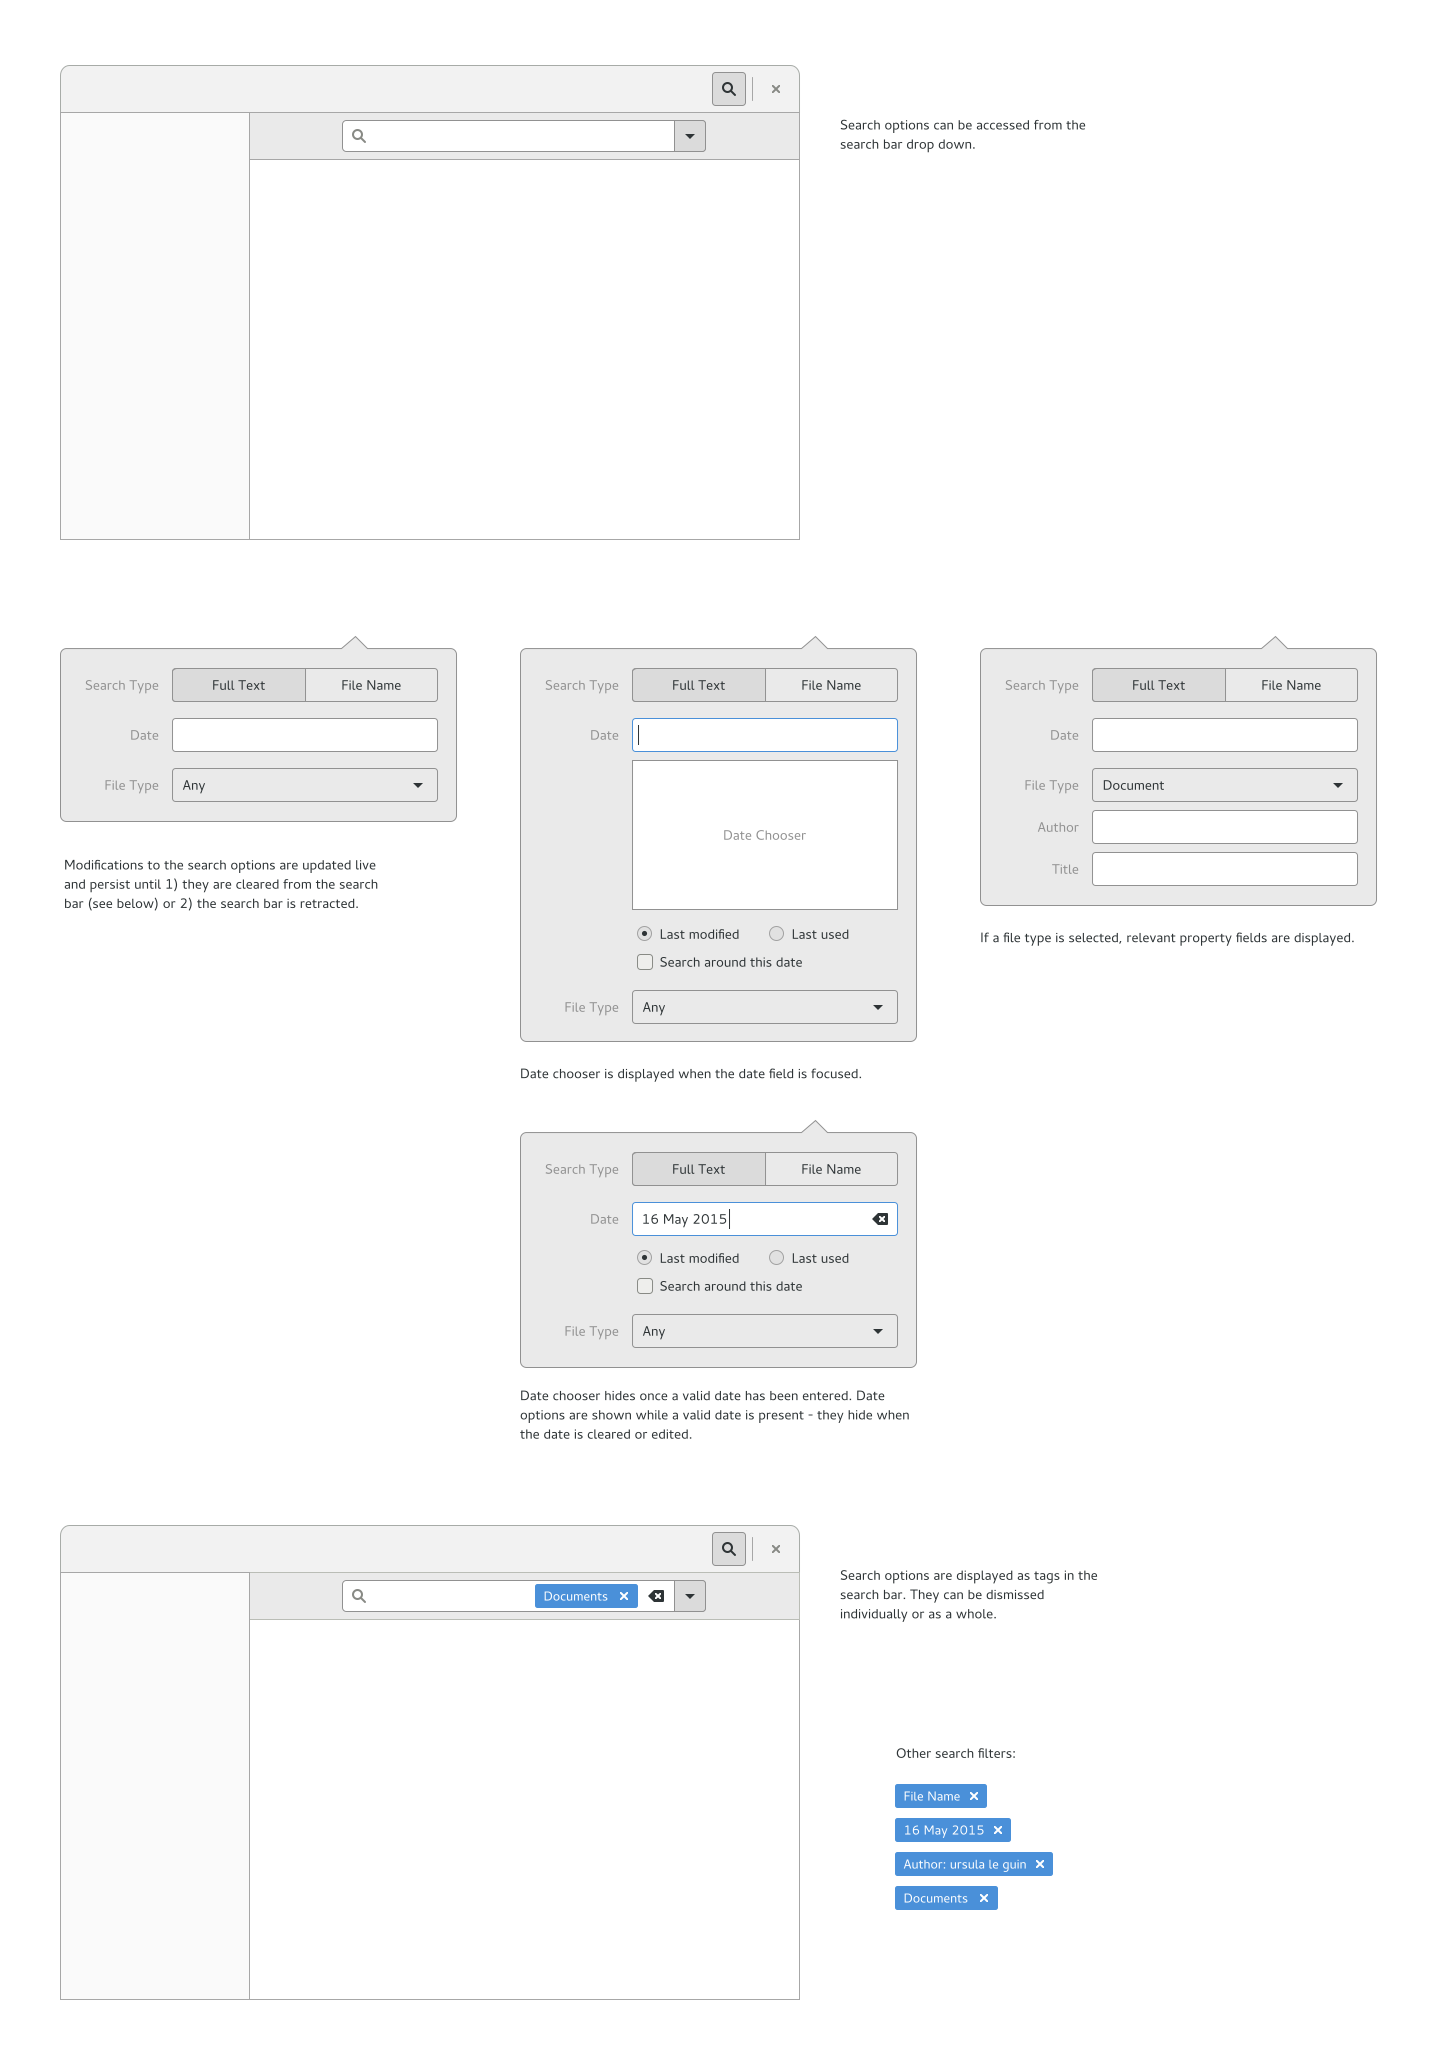 Search options can be accessed from the
search bar drop down.
Search Type Full Text File Name
Date
File Type Any
Modifications to the search options are updated live
and persist until 1) they are cleared from the search
bar (see below) or 2) the search bar is retracted.
Search Type Full Text File Name
Date
Date Chooser
Last modified Last used
Search around this date
File Type Any
Date chooser is displayed when the date field is focused.
Search Type Full Text File Name
Date
File Type Document
Author
Title
If a file type is selected, relevant property fields are displayed.
Search Type Full Text File Name
Date 16 May 2015
Last modified Last used
Search around this date
File Type Any
Date chooser hides once a valid date has been entered. Date
options are shown while a valid date is present - they hide when
the date is cleared or edited.
Documents
Search options are displayed as tags in the
search bar. They can be dismissed
individually or as a whole.
Other search filters:
File Name
16 May 2015
Author: ursula le guin
Documents